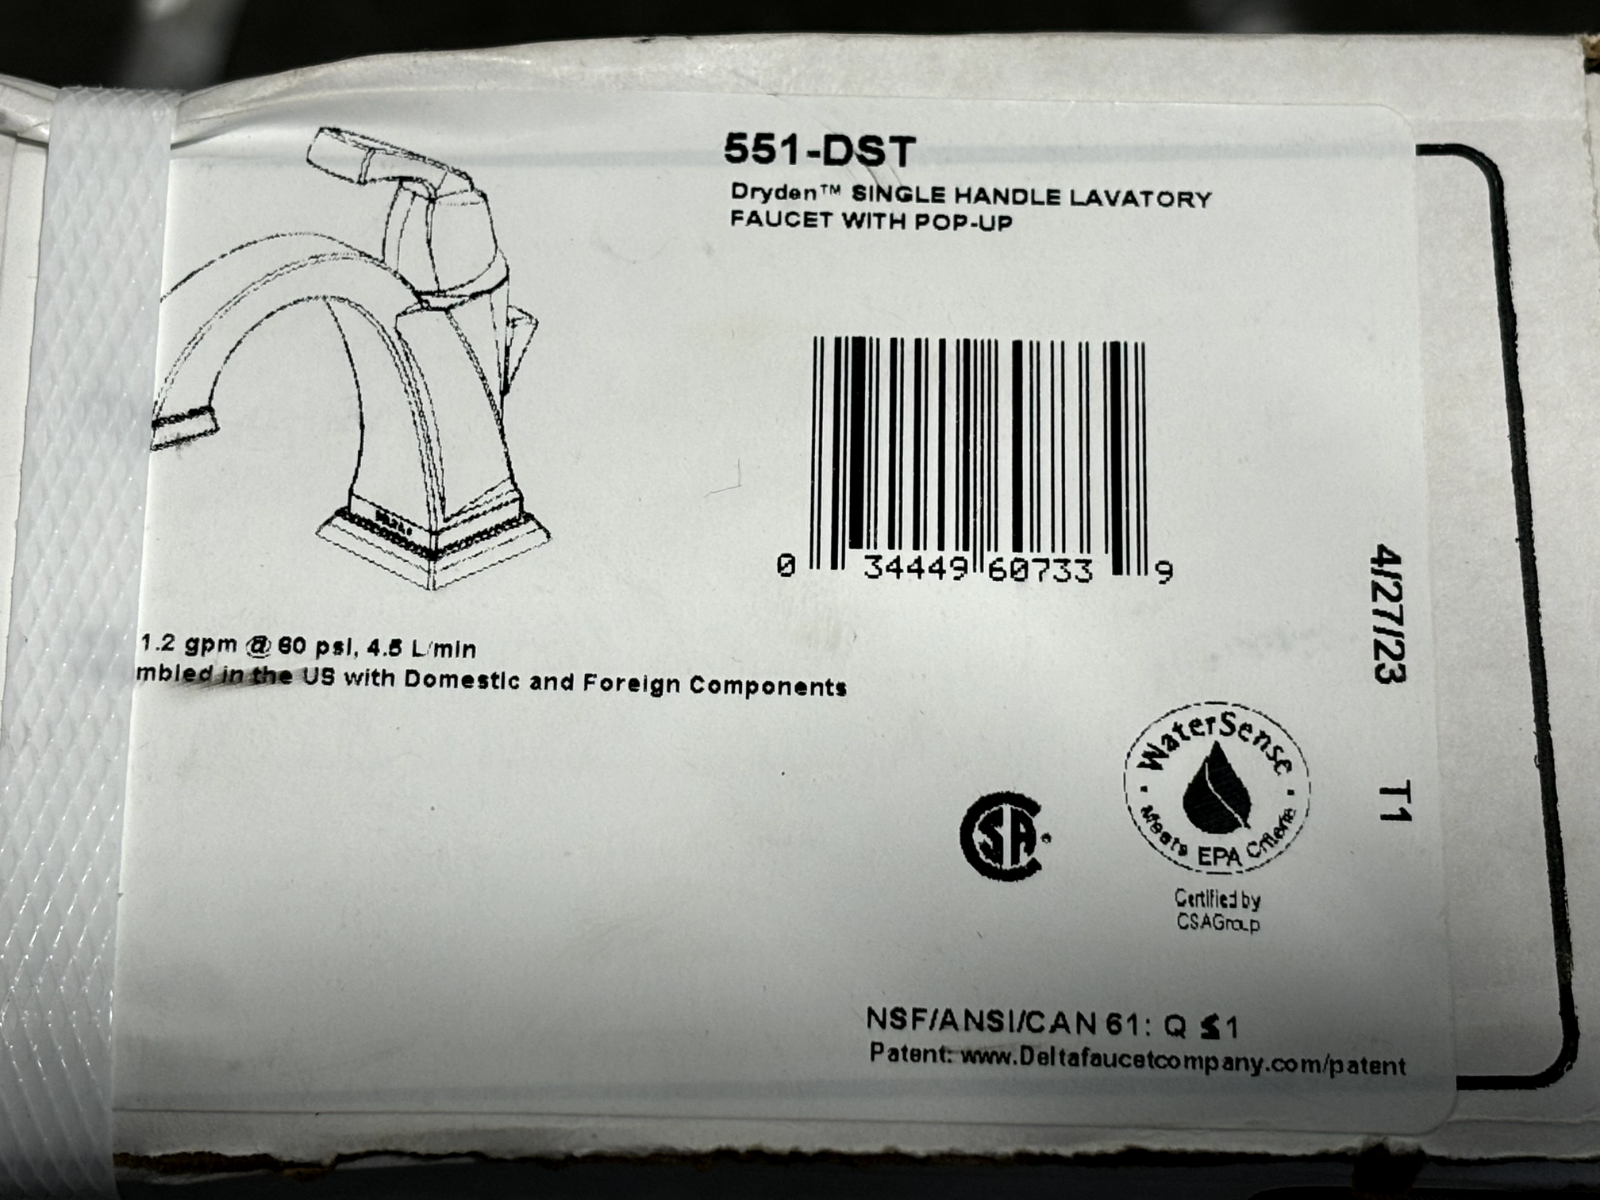 551-DST
Dryden™ SINGLE HANDLE LAVATORY
FAUCET WITH POP-UP
0 34449 60733 9
1.2 gpm @ 60 psi, 4.5 L/min
mbled in the US with Domestic and Foreign Components
4/27/23 T1
CSA
WaterSense
Meets EPA Criteria
Certified by
CSAGroup
NSF/ANSI/CAN 61: Q ≤1
Patent: www.Deltafaucetcompany.com/patent